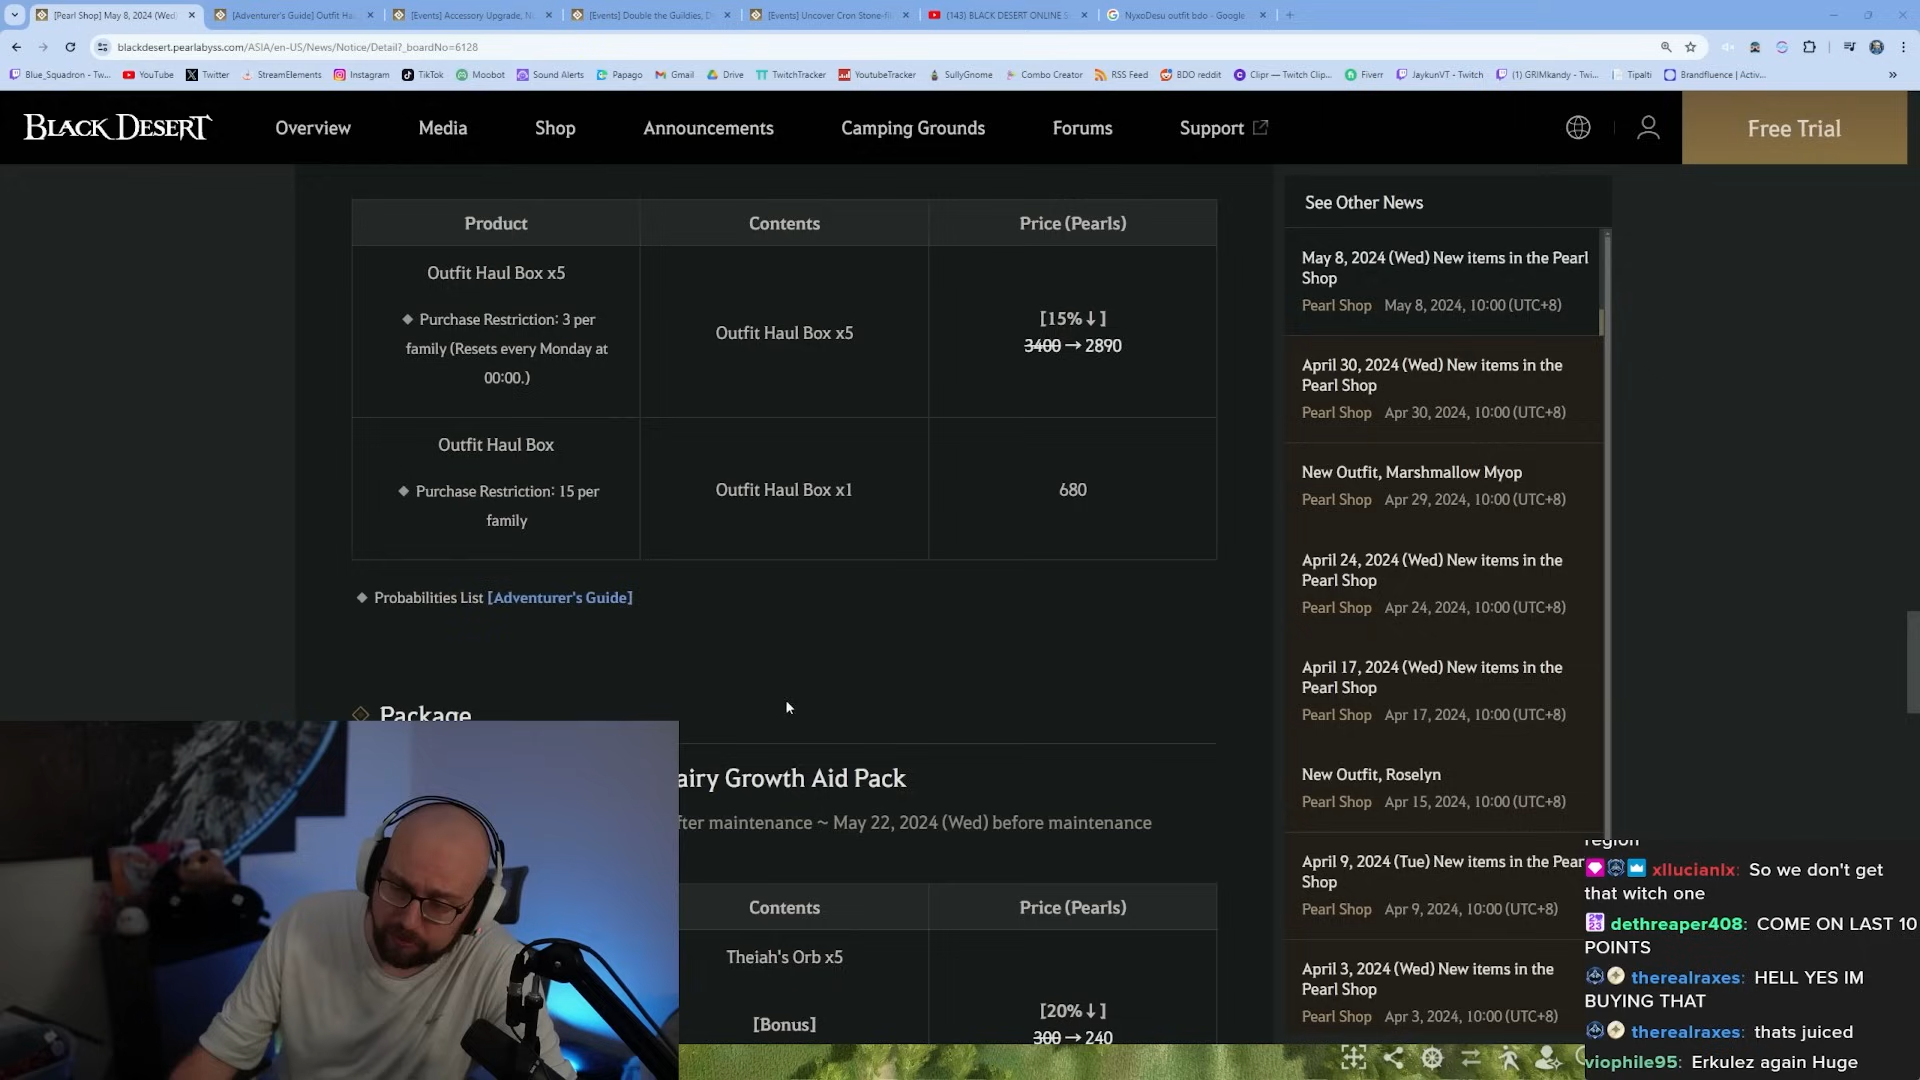 [Pearl Shop] May 8, 2024 (Wed)
[Adventurer's Guide] Outfit Ha
[Events] Accessory Upgrade, N
[Events] Double the Guildies, D
[Events] Uncover Cron Stone-fi
(143) BLACK DESERT ONLINE S
NyxoDesu outfit bdo - Google
blackdesert.pearlabyss.com/ASIA/en-US/News/Notice/Detail?_boardNo=6128
Blue_Squadron - Tw...
YouTube
Twitter
StreamElements
Instagram
TikTok
Moobot
Sound Alerts
Papago
Gmail
Drive
TwitchTracker
YoutubeTracker
SullyGnome
Combo Creator
RSS Feed
BDO reddit
Clipr — Twitch Clip...
Fiverr
JaykunVT - Twitch
(1) GRIMkandy - Twi...
Tipalti
Brandfluence | Activ...
BLACK DESERT
Overview
Media
Shop
Announcements
Camping Grounds
Forums
Support
Free Trial
Product
Contents
Price (Pearls)
Outfit Haul Box x5
Purchase Restriction: 3 per
family (Resets every Monday at
00:00.)
Outfit Haul Box x5
[15%↓]
3400 → 2890
Outfit Haul Box
Purchase Restriction: 15 per
family
Outfit Haul Box x1
680
Probabilities List [Adventurer's Guide]
Package
airy Growth Aid Pack
fter maintenance ~ May 22, 2024 (Wed) before maintenance
Contents
Price (Pearls)
Theiah's Orb x5
[Bonus]
[20%↓]
300 → 240
See Other News
May 8, 2024 (Wed) New items in the Pearl
Shop
Pearl Shop May 8, 2024, 10:00 (UTC+8)
April 30, 2024 (Wed) New items in the
Pearl Shop
Pearl Shop Apr 30, 2024, 10:00 (UTC+8)
New Outfit, Marshmallow Myop
Pearl Shop Apr 29, 2024, 10:00 (UTC+8)
April 24, 2024 (Wed) New items in the
Pearl Shop
Pearl Shop Apr 24, 2024, 10:00 (UTC+8)
April 17, 2024 (Wed) New items in the
Pearl Shop
Pearl Shop Apr 17, 2024, 10:00 (UTC+8)
New Outfit, Roselyn
Pearl Shop Apr 15, 2024, 10:00 (UTC+8)
April 9, 2024 (Tue) New items in the Pear
Shop
Pearl Shop Apr 9, 2024, 10:00 (UTC+8)
April 3, 2024 (Wed) New items in the
Pearl Shop
Pearl Shop Apr 3, 2024, 10:00 (UTC+8)
region
xllucianlx: So we don't get
that witch one
dethreaper408: COME ON LAST 10
POINTS
therealraxes: HELL YES IM
BUYING THAT
therealraxes: thats juiced
viophile95: Erkulez again Huge